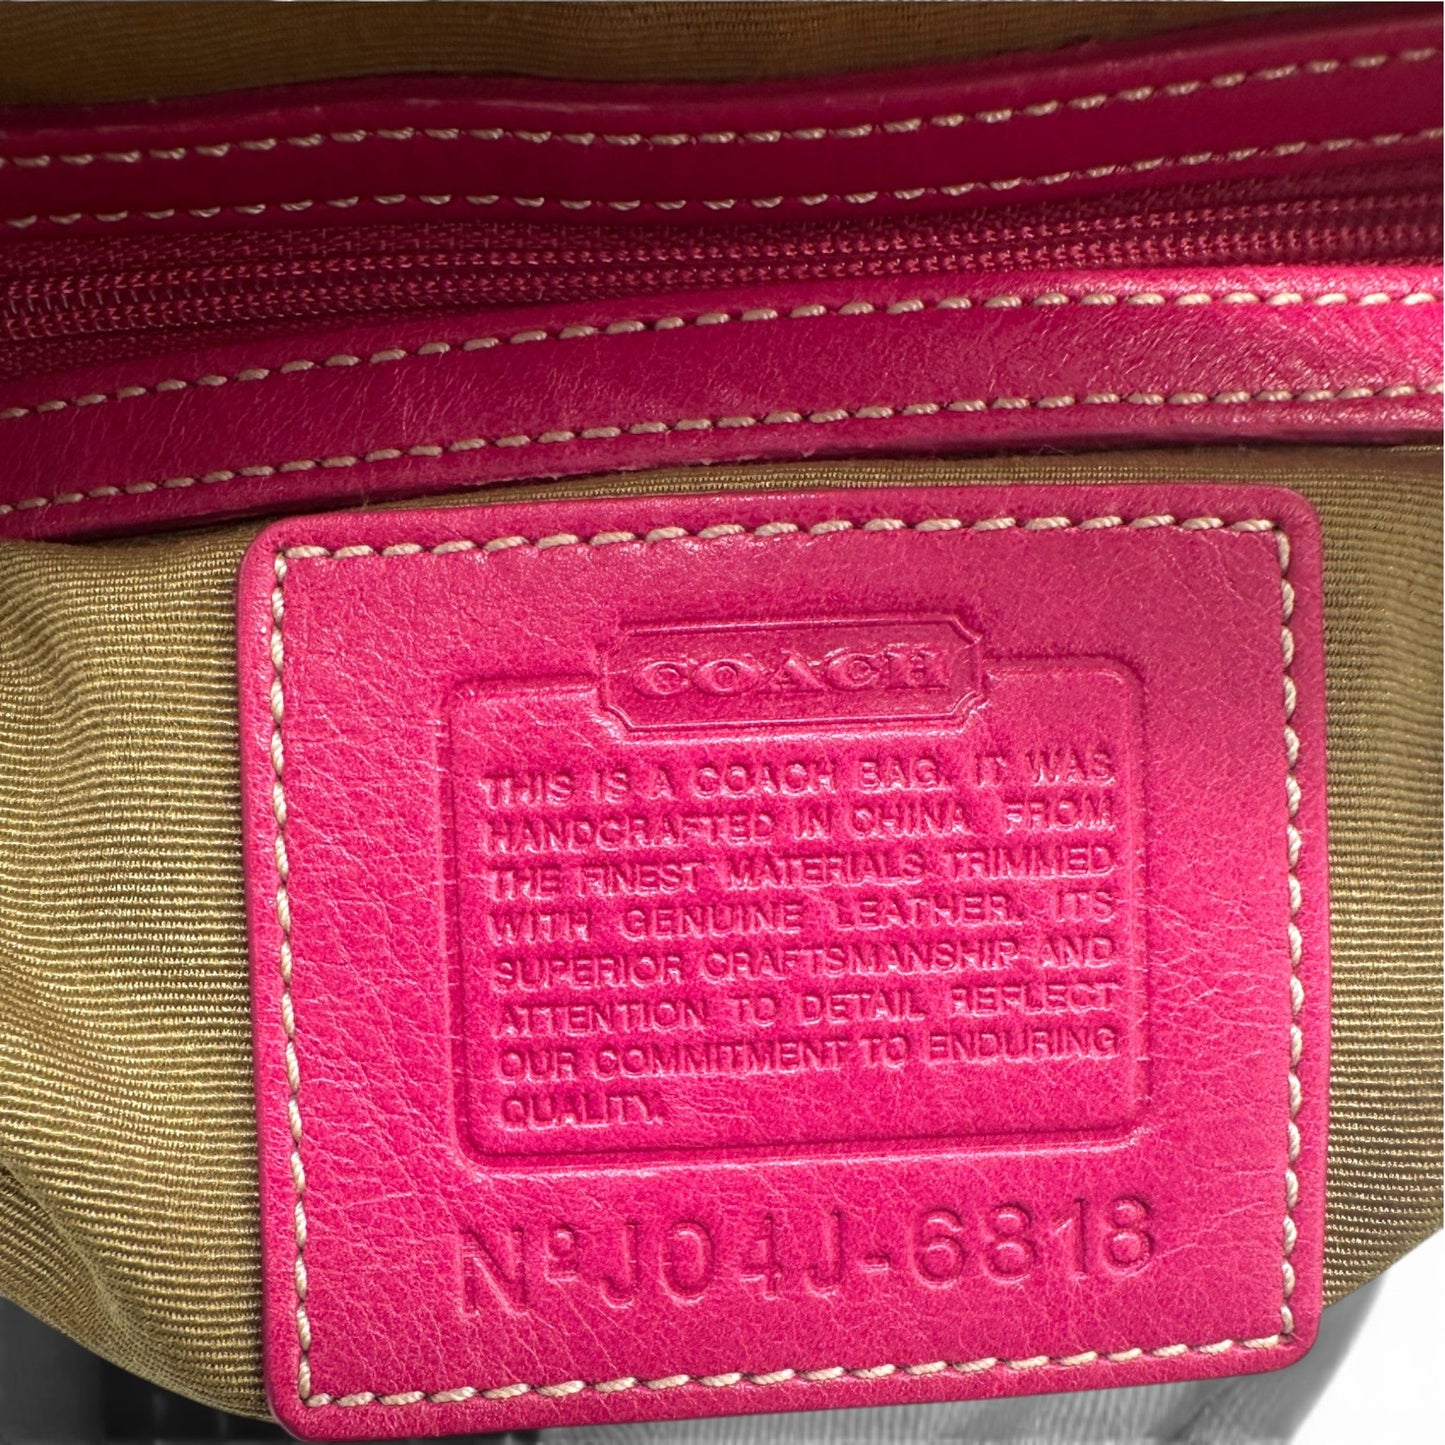 COACH
THIS IS A COACH BAG. IT WAS
HANDCRAFTED IN CHINA FROM
THE FINEST MATERIALS TRIMMED
WITH GENUINE LEATHER. ITS
SUPERIOR CRAFTSMANSHIP AND
ATTENTION TO DETAIL REFLECT
OUR COMMITMENT TO ENDURING
QUALITY.
Nº J04J-6818